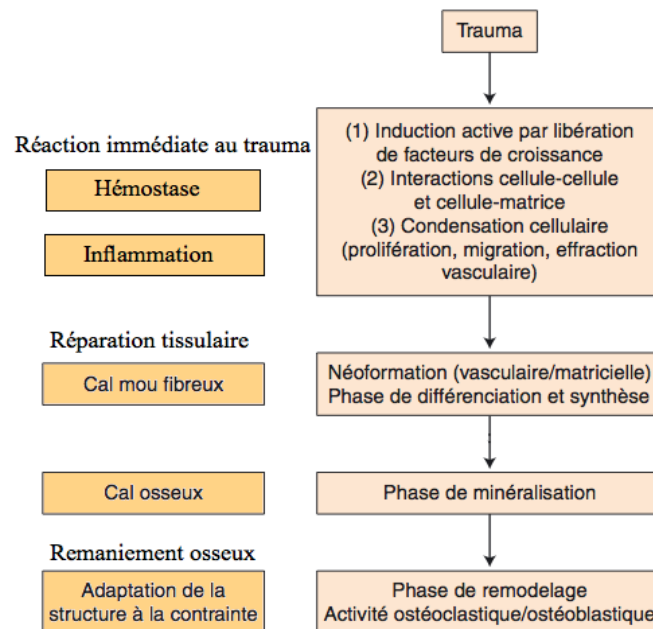 Trauma
Réaction immédiate au trauma
Hémostase
Inflammation
(1) Induction active par libération
de facteurs de croissance
(2) Interactions cellule-cellule
et cellule-matrice
(3) Condensation cellulaire
(prolifération, migration, effraction
vasculaire)
Réparation tissulaire
Cal mou fibreux
Néoformation (vasculaire/matricielle)
Phase de différenciation et synthèse
Cal osseux
Phase de minéralisation
Remaniement osseux
Adaptation de la
structure à la contrainte
Phase de remodelage
Activité ostéoclastique/ostéoblastique